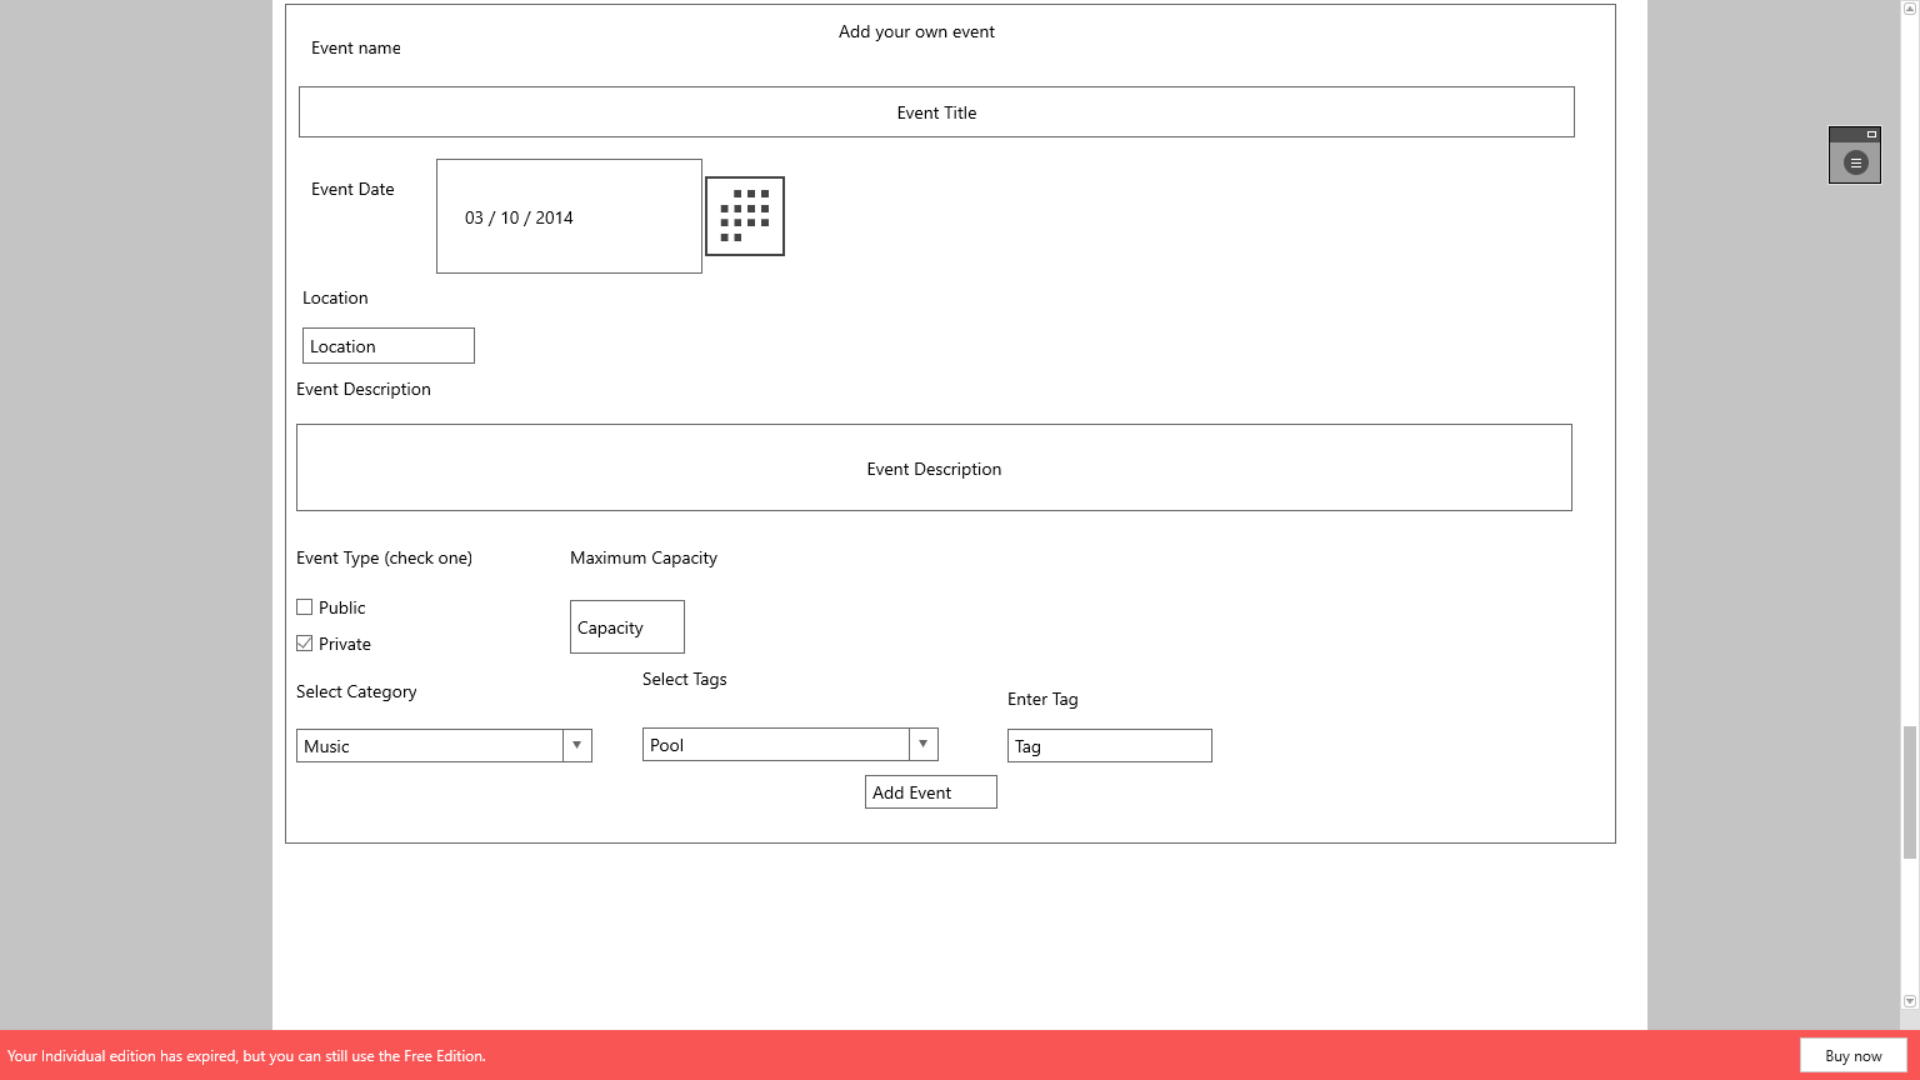 Add your own event
Event name
Event Title
Event Date
03 / 10 / 2014
Location
Location
Event Description
Event Description
Event Type (check one)
Maximum Capacity
Public
Capacity
Private
Select Category
Select Tags
Enter Tag
Music
Pool
Tag
Add Event
Your Individual edition has expired, but you can still use the Free Edition.
Buy now